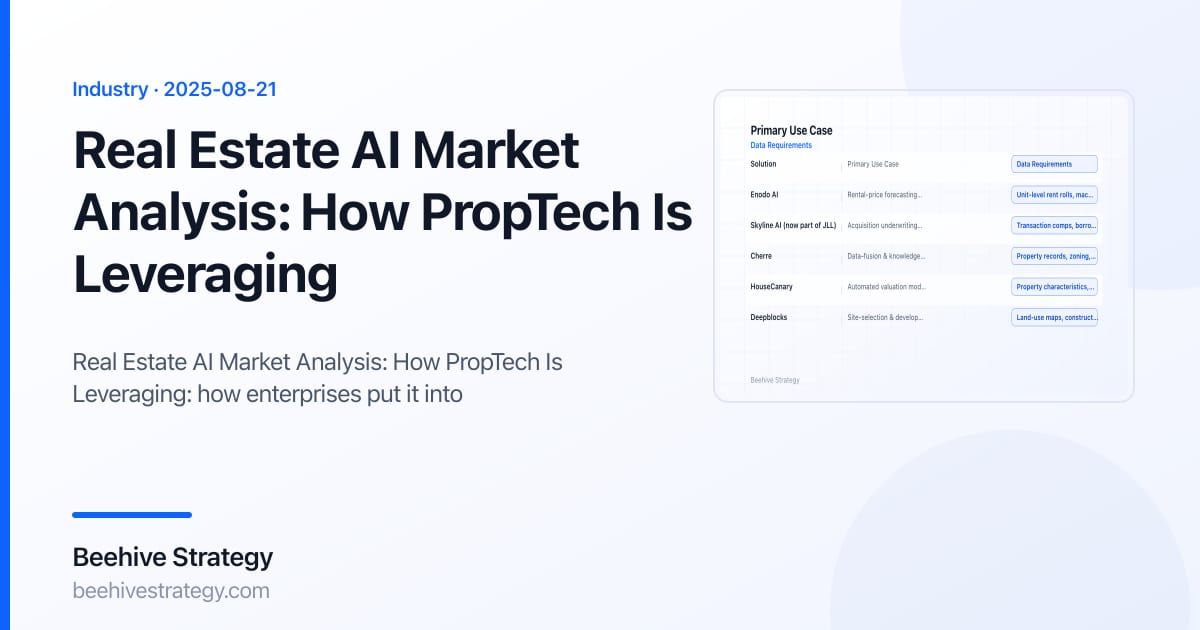 Industry · 2025-08-21
Real Estate AI Market
Analysis: How PropTech Is
Leveraging
Real Estate AI Market Analysis: How PropTech Is
Leveraging: how enterprises put it into
Beehive Strategy
beehivestrategy.com
Primary Use Case
Data Requirements
Solution Primary Use Case Data Requirements
Enodo AI Rental-price forecasting... Unit-level rent rolls, mac...
Skyline AI (now part of JLL) Acquisition underwriting... Transaction comps, borro...
Cherre Data-fusion & knowledge... Property records, zoning,...
HouseCanary Automated valuation mod... Property characteristics,...
Deepblocks Site-selection & develop... Land-use maps, construct...
Beehive Strategy